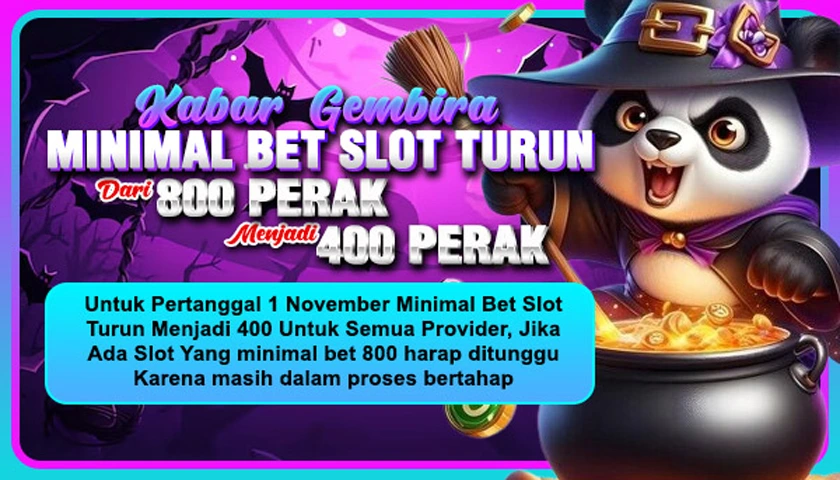 Kabar Gembira
MINIMAL BET SLOT TURUN
Dari 800 PERAK
Menjadi 400 PERAK
Untuk Pertanggal 1 November Minimal Bet Slot
Turun Menjadi 400 Untuk Semua Provider, Jika
Ada Slot Yang minimal bet 800 harap ditunggu
Karena masih dalam proses bertahap